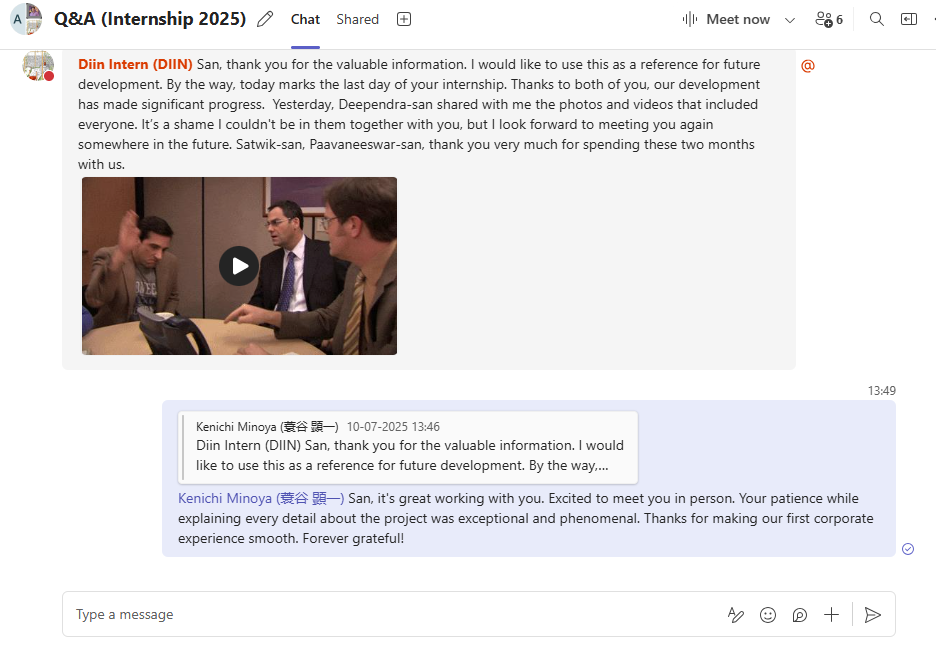 A
Q&A (Internship 2025)
Chat
Shared
Meet now
6
Diin Intern (DIIN) San, thank you for the valuable information. I would like to use this as a reference for future
development. By the way, today marks the last day of your internship. Thanks to both of you, our development
has made significant progress.  Yesterday, Deependra-san shared with me the photos and videos that included
everyone. It's a shame I couldn't be in them together with you, but I look forward to meeting you again
somewhere in the future. Satwik-san, Paavaneeswar-san, thank you very much for spending these two months
with us.
@
13:49
Kenichi Minoya (蓑谷 顕一) 10-07-2025 13:46
Diin Intern (DIIN) San, thank you for the valuable information. I would
like to use this as a reference for future development. By the way,...
Kenichi Minoya (蓑谷 顕一) San, it's great working with you. Excited to meet you in person. Your patience while
explaining every detail about the project was exceptional and phenomenal. Thanks for making our first corporate
experience smooth. Forever grateful!
Type a message